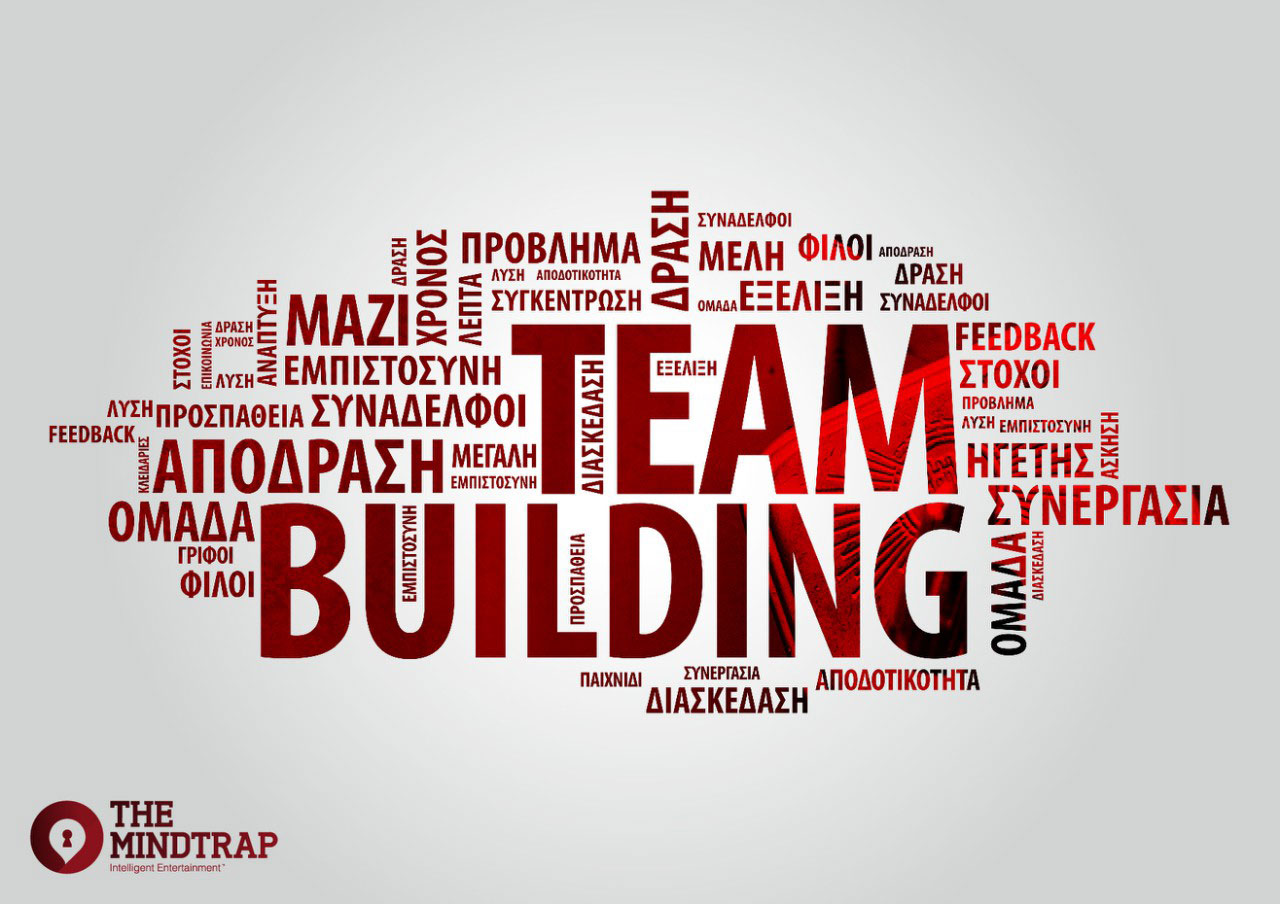 ΔΡΑΣΗ
ΣΥΝΑΔΕΛΦΟΙ
ΔΡΑΣΗ
ΧΡΟΝΟΣ
ΠΡΟΒΛΗΜΑ
ΜΕΛΗ
ΦΙΛΟΙ
ΑΠΟΔΡΑΣΗ
ΛΕΠΤΑ
ΛΥΣΗ
ΑΠΟΔΟΤΙΚΟΤΗΤΑ
ΔΡΑΣΗ
ΑΝΑΠΤΥΞΗ
ΜΑΖΙ
ΣΥΓΚΕΝΤΡΩΣΗ
ΟΜΑΔΑ
ΕΞΕΛΙΞΗ
ΣΥΝΑΔΕΛΦΟΙ
ΣΤΟΧΟΙ
ΕΠΙΚΟΙΝΩΝΙΑ
ΔΡΑΣΗ
ΧΡΟΝΟΣ
ΛΥΣΗ
ΕΜΠΙΣΤΟΣΥΝΗ
TEAM
ΔΙΑΣΚΕΔΑΣΗ
ΕΞΕΛΙΞΗ
FEEDBACK
ΣΤΟΧΟΙ
ΠΡΟΒΛΗΜΑ
ΛΥΣΗ
ΕΜΠΙΣΤΟΣΥΝΗ
ΛΥΣΗ
ΠΡΟΣΠΑΘΕΙΑ
ΣΥΝΑΔΕΛΦΟΙ
FEEDBACK
ΚΛΕΙΔΑΡΙΕΣ
ΑΠΟΔΡΑΣΗ
ΜΕΓΑΛΗ
ΕΜΠΙΣΤΟΣΥΝΗ
ΗΓΕΤΗΣ
ΑΣΚΗΣΗ
ΣΥΝΕΡΓΑΣΙΑ
ΟΜΑΔΑ
ΓΡΙΦΟΙ
ΦΙΛΟΙ
BUILDING
ΕΜΠΙΣΤΟΣΥΝΗ
ΠΡΟΣΠΑΘΕΙΑ
ΟΜΑΔΑ
ΔΙΑΣΚΕΔΑΣΗ
ΠΑΙΧΝΙΔΙ
ΣΥΝΕΡΓΑΣΙΑ
ΔΙΑΣΚΕΔΑΣΗ
ΑΠΟΔΟΤΙΚΟΤΗΤΑ
THE
MINDTRAP
Intelligent Entertainment™